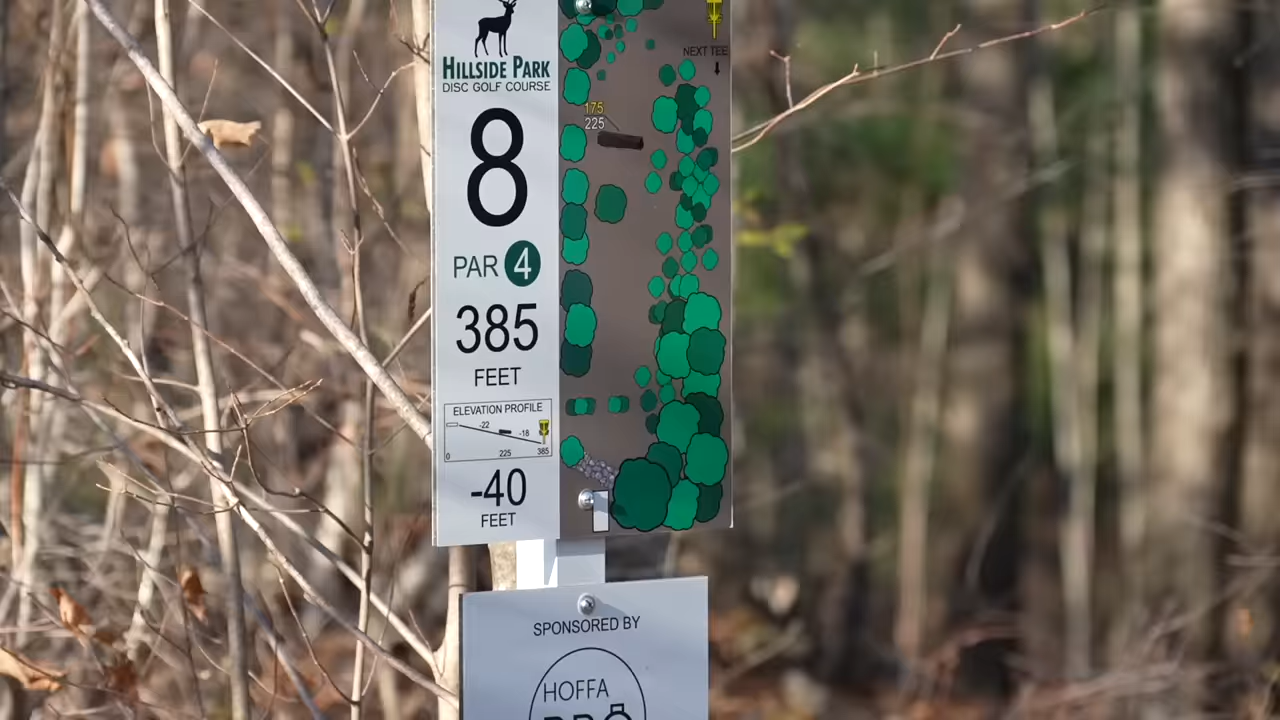 HILLSIDE PARK
DISC GOLF COURSE
8
PAR 4
385
FEET
ELEVATION PROFILE
-22
-18
0
225
385
-40
FEET
NEXT TEE
175
225
SPONSORED BY
HOFFA